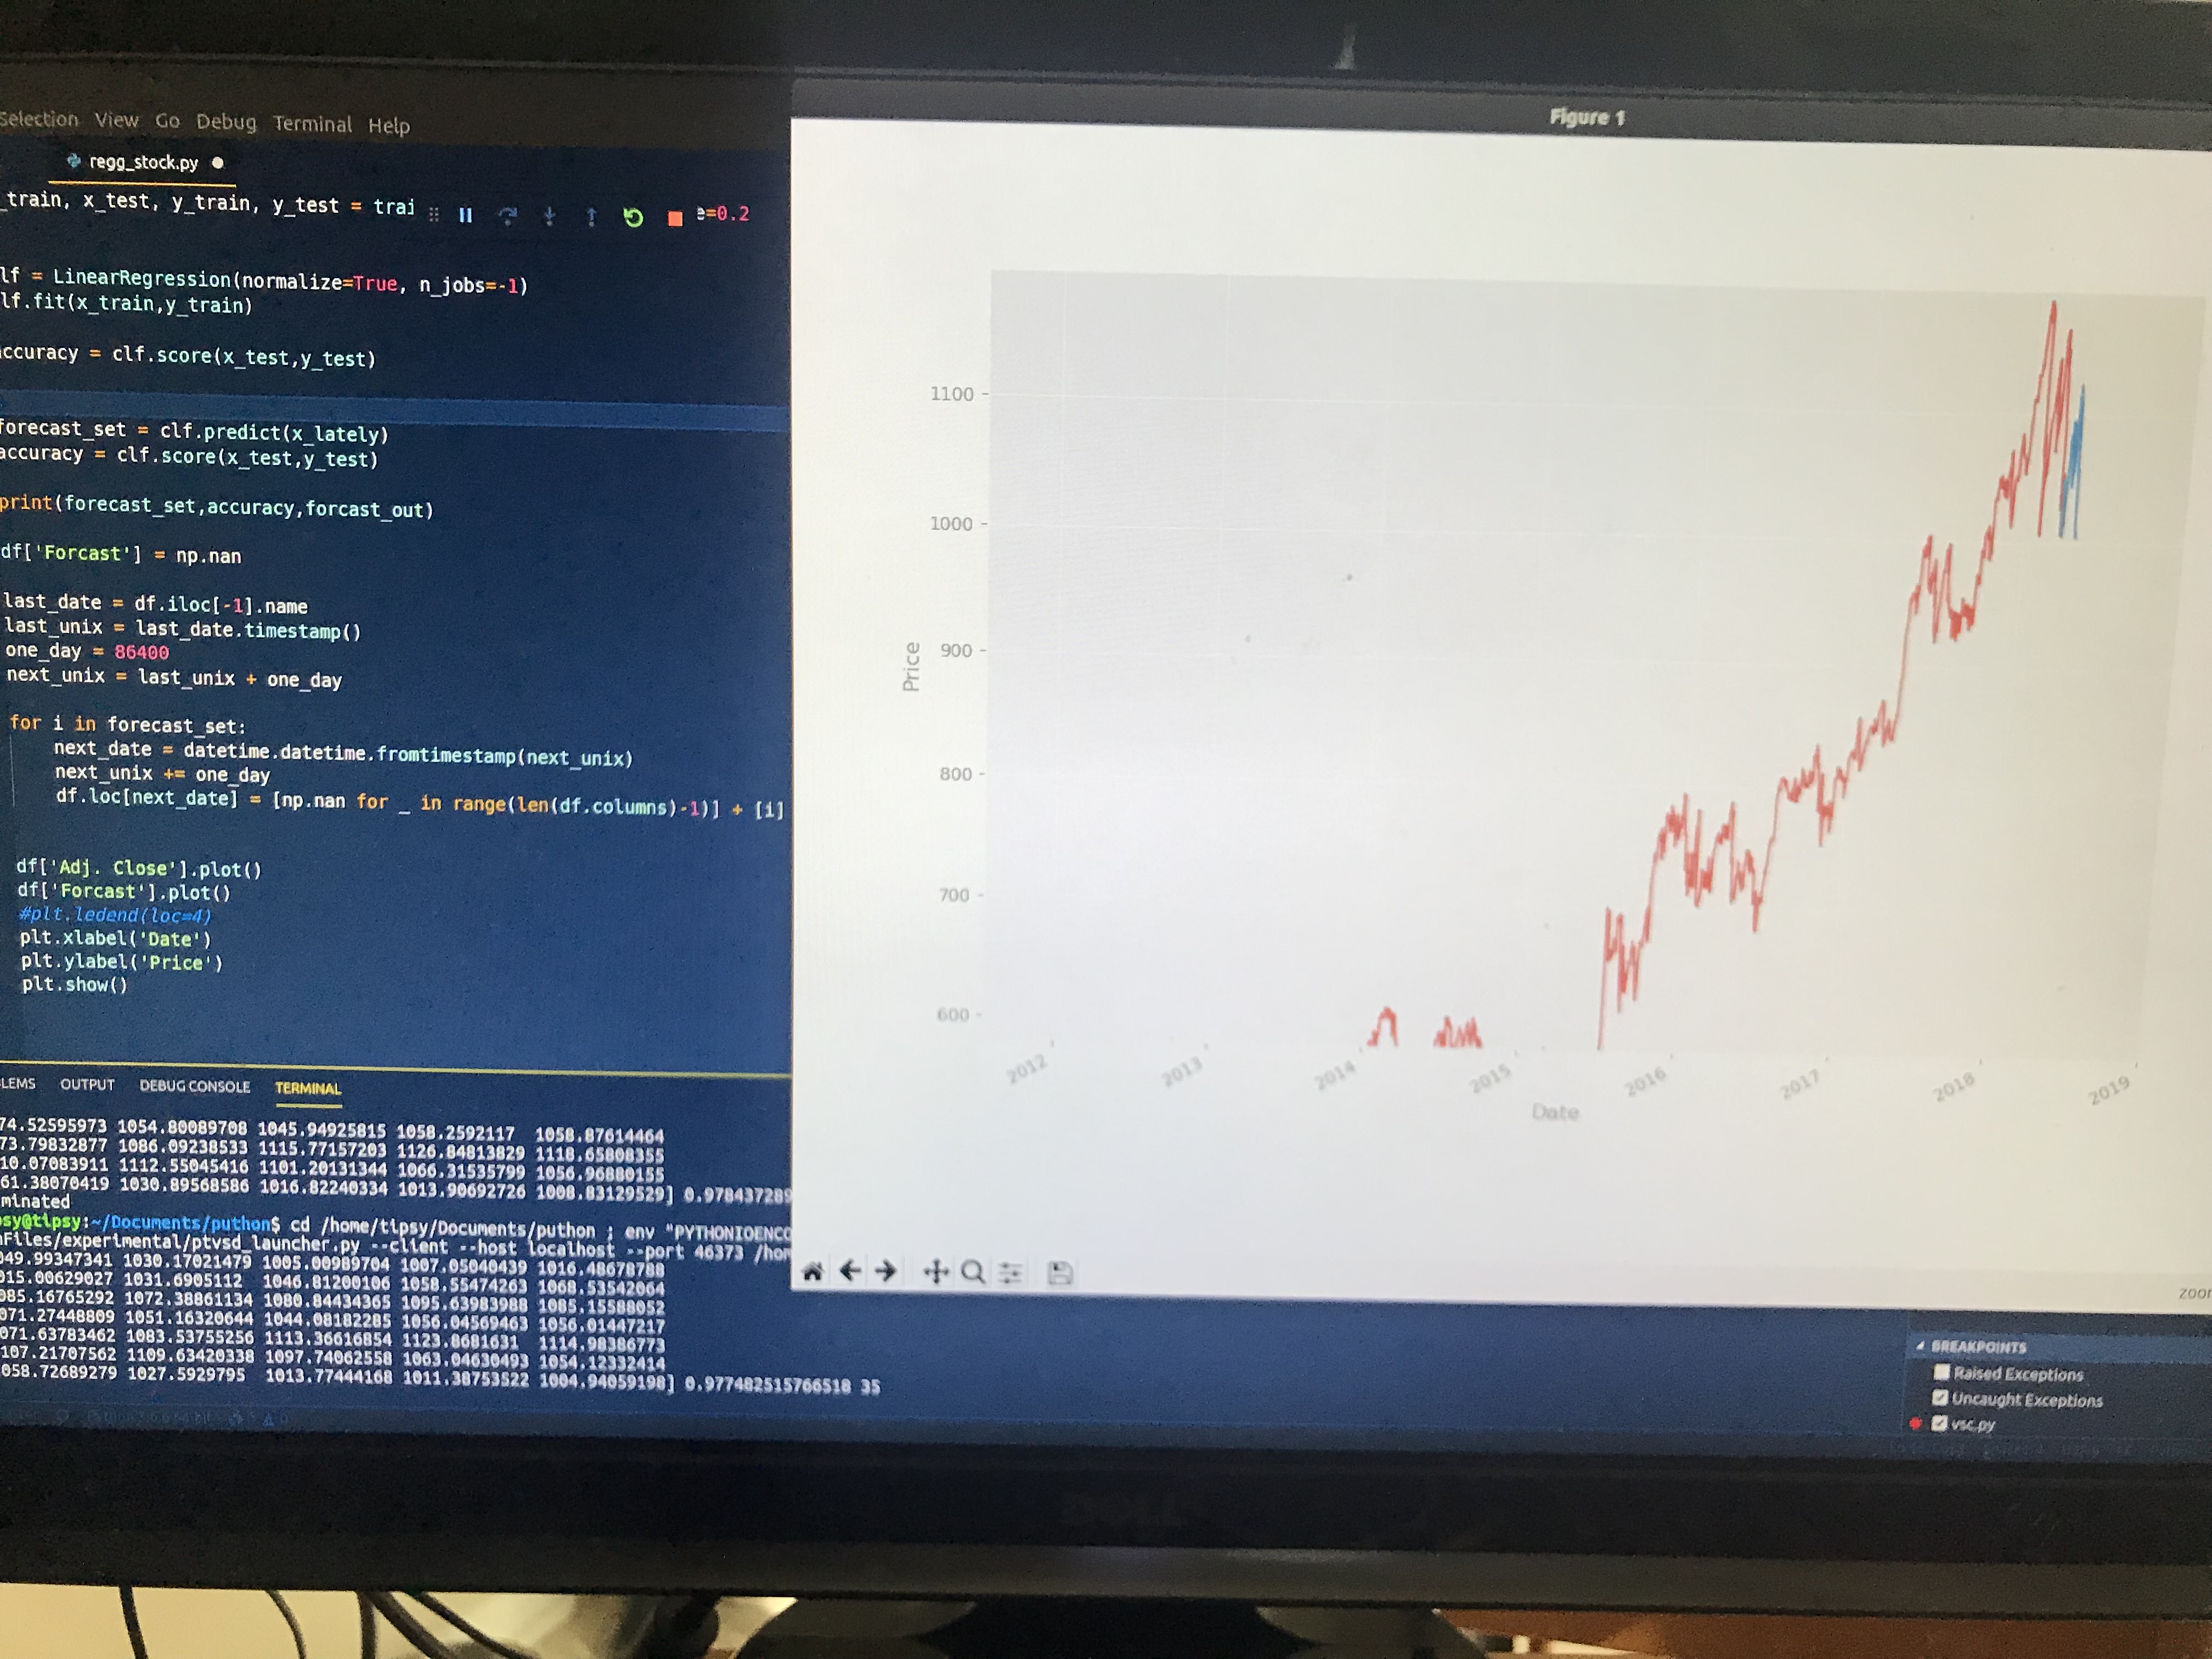 Selection View Go Debug Terminal Help
regg_stock.py
_train, x_test, y_train, y_test = trai
e=0.2
lf = LinearRegression(normalize=True, n_jobs=-1)
lf.fit(x_train,y_train)
accuracy = clf.score(x_test,y_test)
forecast_set = clf.predict(x_lately)
accuracy = clf.score(x_test,y_test)
print(forecast_set,accuracy,forcast_out)
df['Forcast'] = np.nan
last_date = df.iloc[-1].name
last_unix = last_date.timestamp()
one_day = 86400
next_unix = last_unix + one_day
for i in forecast_set:
next_date = datetime.datetime.fromtimestamp(next_unix)
next_unix += one_day
df.loc[next_date] = [np.nan for _ in range(len(df.columns)-1)] + [i]
df['Adj. Close'].plot()
df['Forcast'].plot()
#plt.ledend(loc=4)
plt.xlabel('Date')
plt.ylabel('Price')
plt.show()
LEMS OUTPUT DEBUG CONSOLE TERMINAL
74.52595973 1054.80089708 1045.94925815 1058.2592117 1058.87614464
73.79832877 1086.09238533 1115.77157203 1126.84813829 1118.65808355
10.07083911 1112.55045416 1101.20131344 1066.31535799 1056.96880155
61.38070419 1030.89568586 1016.82240334 1013.90692726 1008.83129529] 0.978437289
minated
psy@tipsy:~/Documents/puthon$ cd /home/tipsy/Documents/puthon ; env "PYTHONIOENCO
nFiles/experimental/ptvsd_launcher.py --client --host localhost --port 46373 /hom
049.99347341 1030.17021479 1005.00989704 1007.05040439 1016.48678788
015.00629027 1031.6905112 1046.81200106 1058.55474263 1068.53542064
085.16765292 1072.38861134 1080.84434365 1095.63983988 1085.15588052
071.27448809 1051.16320644 1044.08182285 1056.04569463 1056.01447217
071.63783462 1083.53755256 1113.36616854 1123.8681631 1114.98386773
107.21707562 1109.63420338 1097.74062558 1063.04630493 1054.12332414
058.72689279 1027.5929795 1013.77444168 1011.38753522 1004.94059198] 0.977482515766518 35
Figure 1
1100
1000
900
800
700
600
Price
2012 2013 2014 2015 2016 2017 2018 2019
Date
zoom
BREAKPOINTS
Raised Exceptions
Uncaught Exceptions
vsc.py